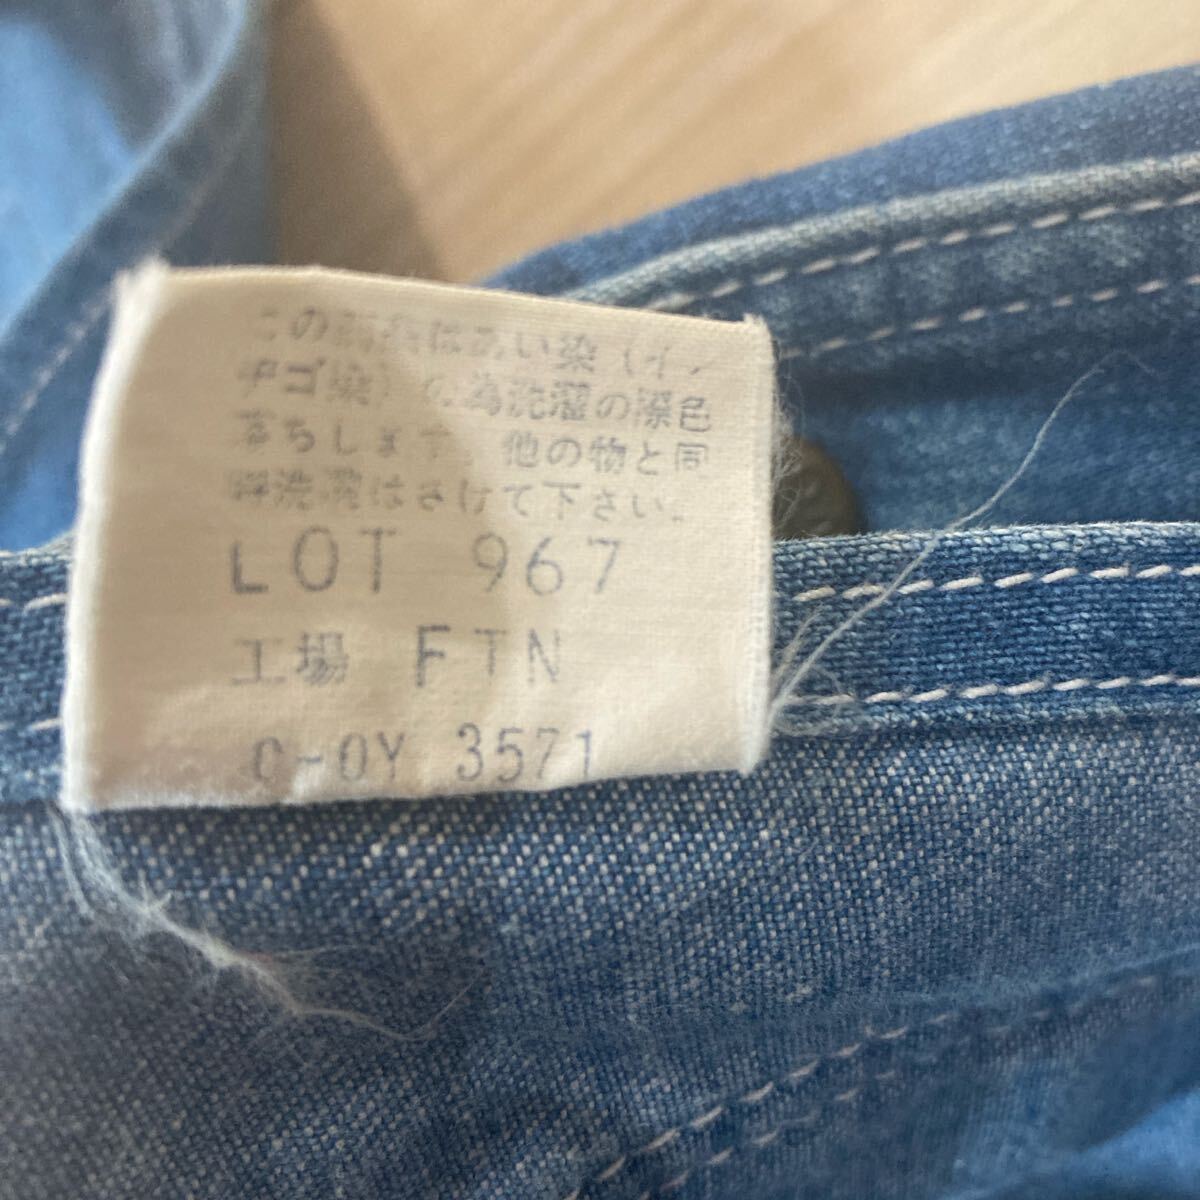 この商品はあい染(イン
ヂゴ染)の為洗濯の際色
落ちします。他の物と同
時洗濯はさけて下さい。
LOT 967
工場 FTN
C-OY 3571